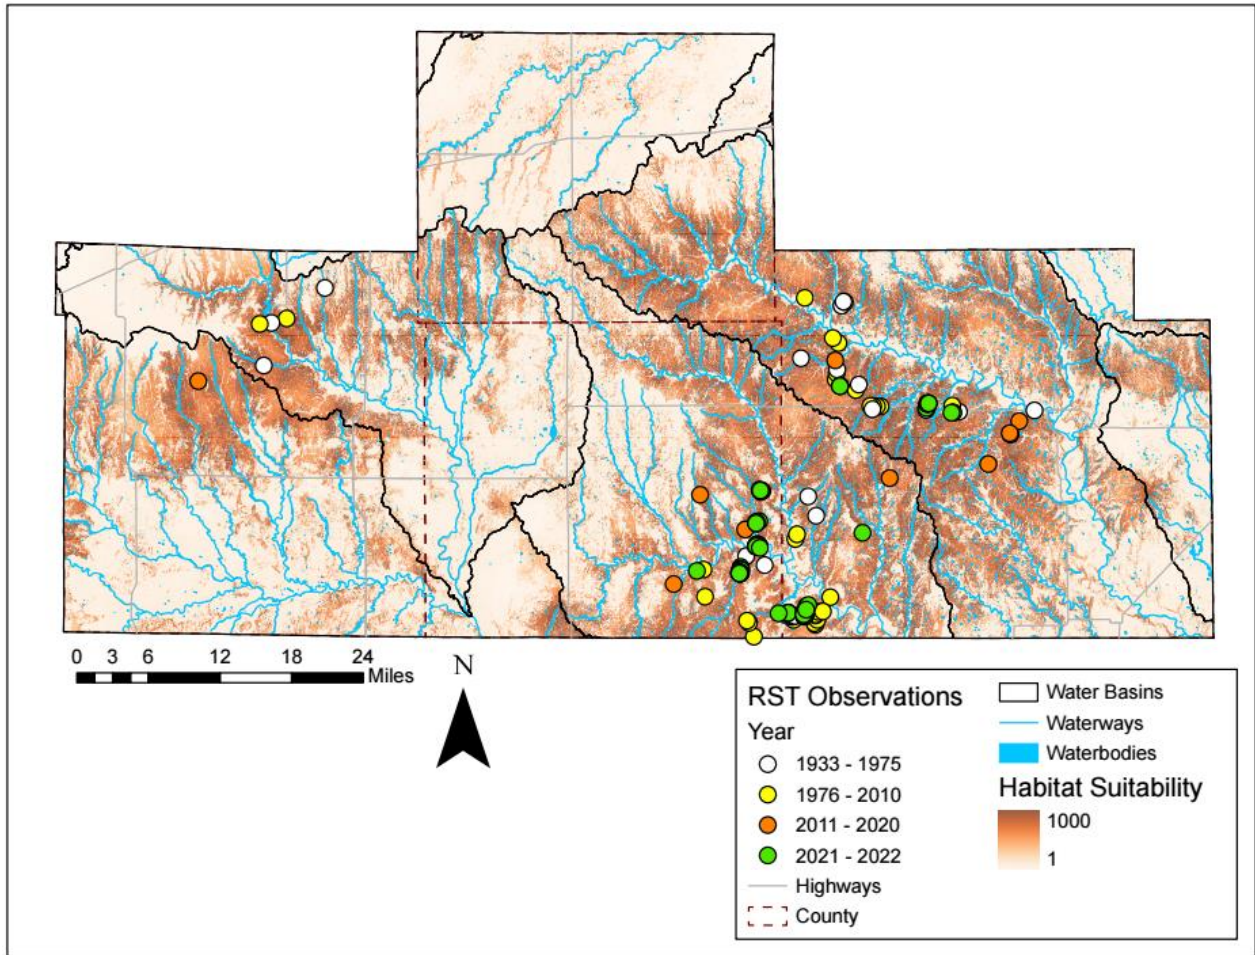 0 3 6 12 18 24
Miles
N
RST Observations
Year
1933 - 1975
1976 - 2010
2011 - 2020
2021 - 2022
Highways
County
Water Basins
Waterways
Waterbodies
Habitat Suitability
1000
1